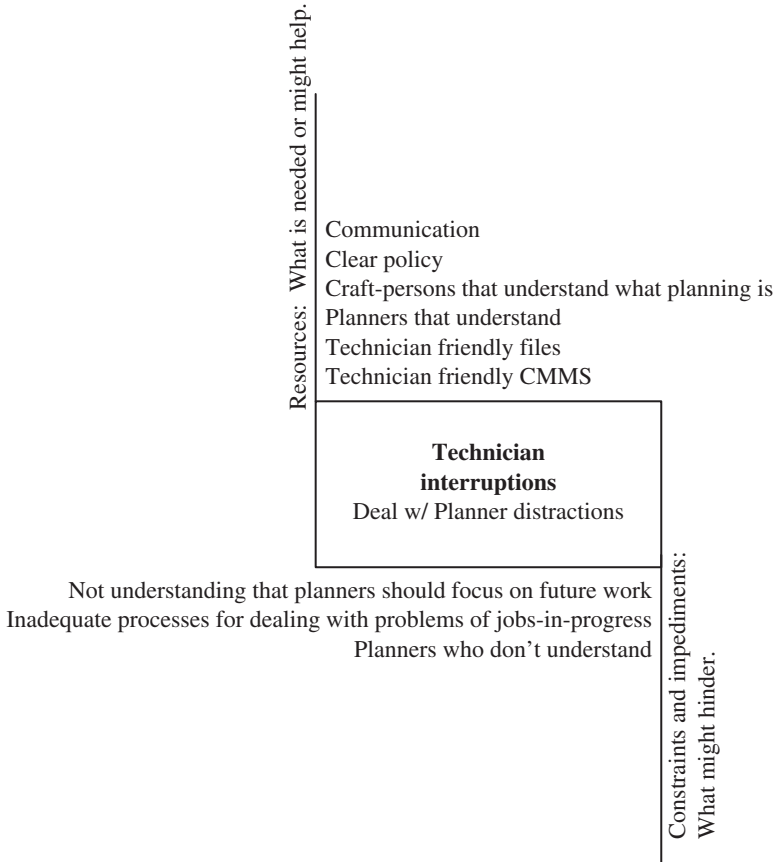 Resources: What is needed or might help.
Communication
Clear policy
Craft-persons that understand what planning is
Planners that understand
Technician friendly files
Technician friendly CMMS
Technician
interruptions
Deal w/ Planner distractions
Not understanding that planners should focus on future work
Inadequate processes for dealing with problems of jobs-in-progress
Planners who don’t understand
Constraints and impediments:
What might hinder.